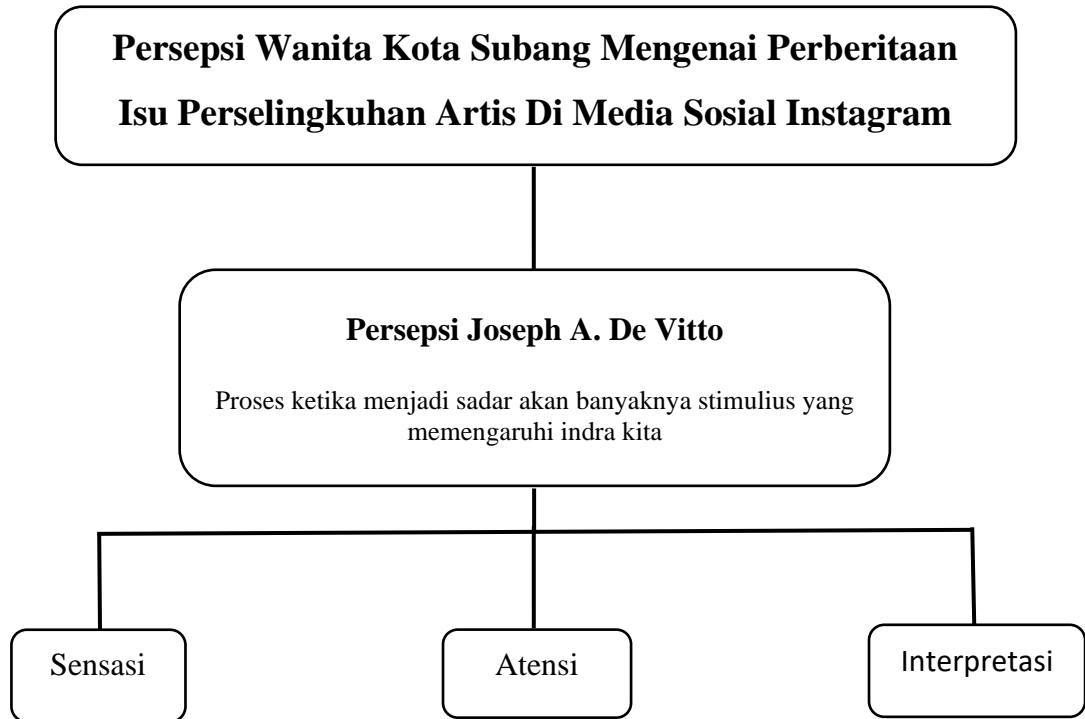 Persepsi Wanita Kota Subang Mengenai Perberitaan
Isu Perselingkuhan Artis Di Media Sosial Instagram
Persepsi Joseph A. De Vitto
Proses ketika menjadi sadar akan banyaknya stimulius yang
memengaruhi indra kita
Sensasi
Atensi
Interpretasi